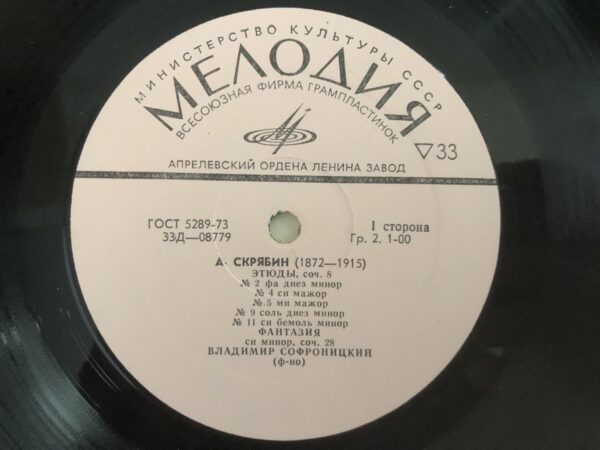 МИНИСТЕРСТВО КУЛЬТУРЫ СССР
МЕЛОДИЯ
ВСЕСОЮЗНАЯ ФИРМА ГРАМПЛАСТИНОК
АПРЕЛЕВСКИЙ ОРДЕНА ЛЕНИНА ЗАВОД
▽33
ГОСТ 5289-73
33Д—08779
1 сторона
Гр. 2. 1-00
А. СКРЯБИН (1872—1915)
ЭТЮДЫ, соч. 8
№ 2 фа диез минор
№ 4 си мажор
№ 5 ми мажор
№ 9 соль диез минор
№ 11 си бемоль минор
ФАНТАЗИЯ
си минор, соч. 28
ВЛАДИМИР СОФРОНИЦКИЙ
(ф-но)